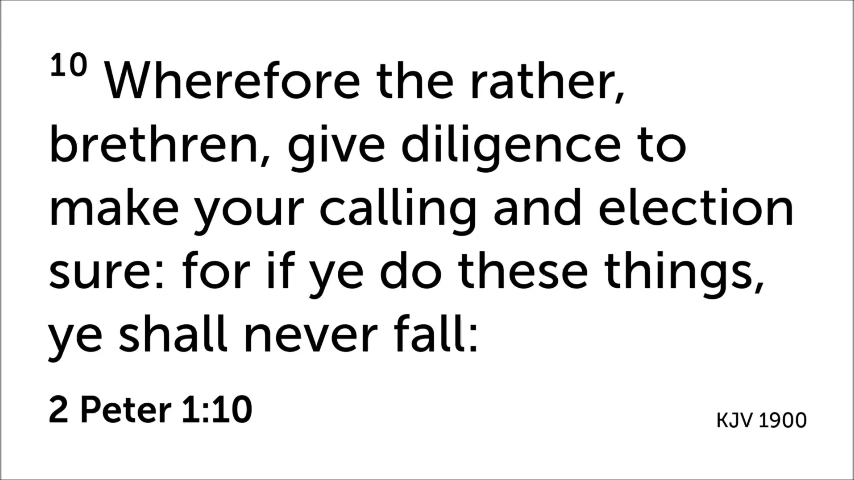 10 Wherefore the rather,
brethren, give diligence to
make your calling and election
sure: for if ye do these things,
ye shall never fall:
2 Peter 1:10
KJV 1900